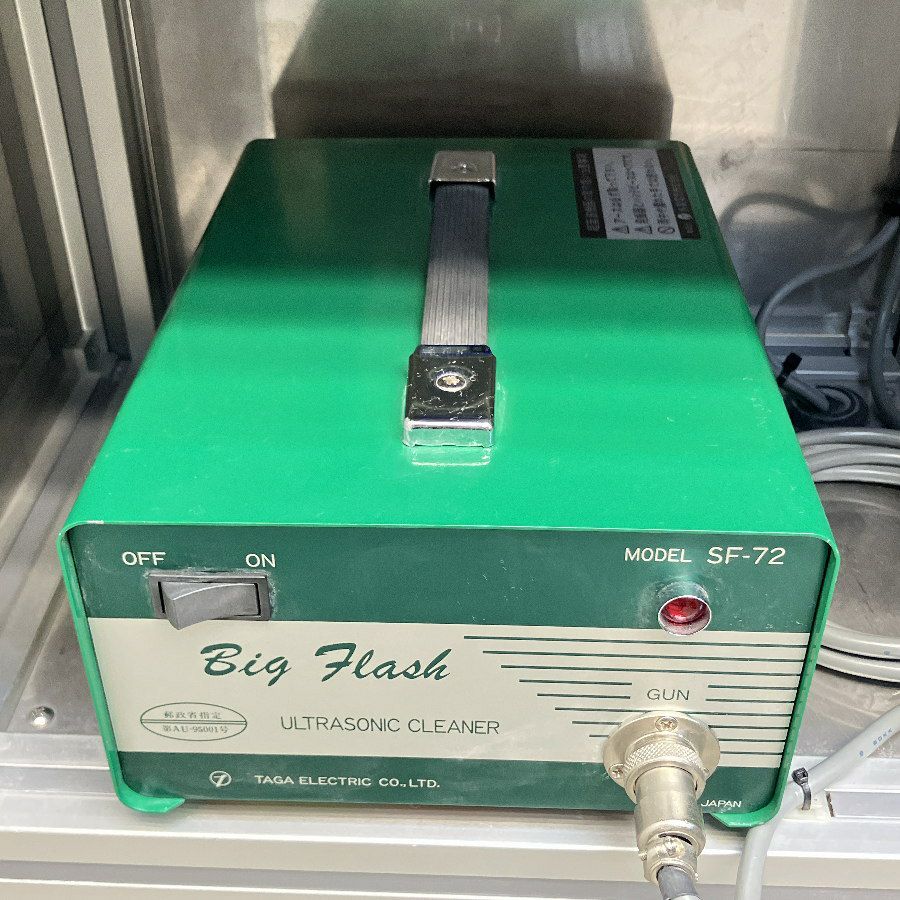 OFF ON
MODEL SF-72
Big Flash
GUN
郵政省指定
第AU-95001号
ULTRASONIC CLEANER
TAGA ELECTRIC CO.,LTD.
JAPAN